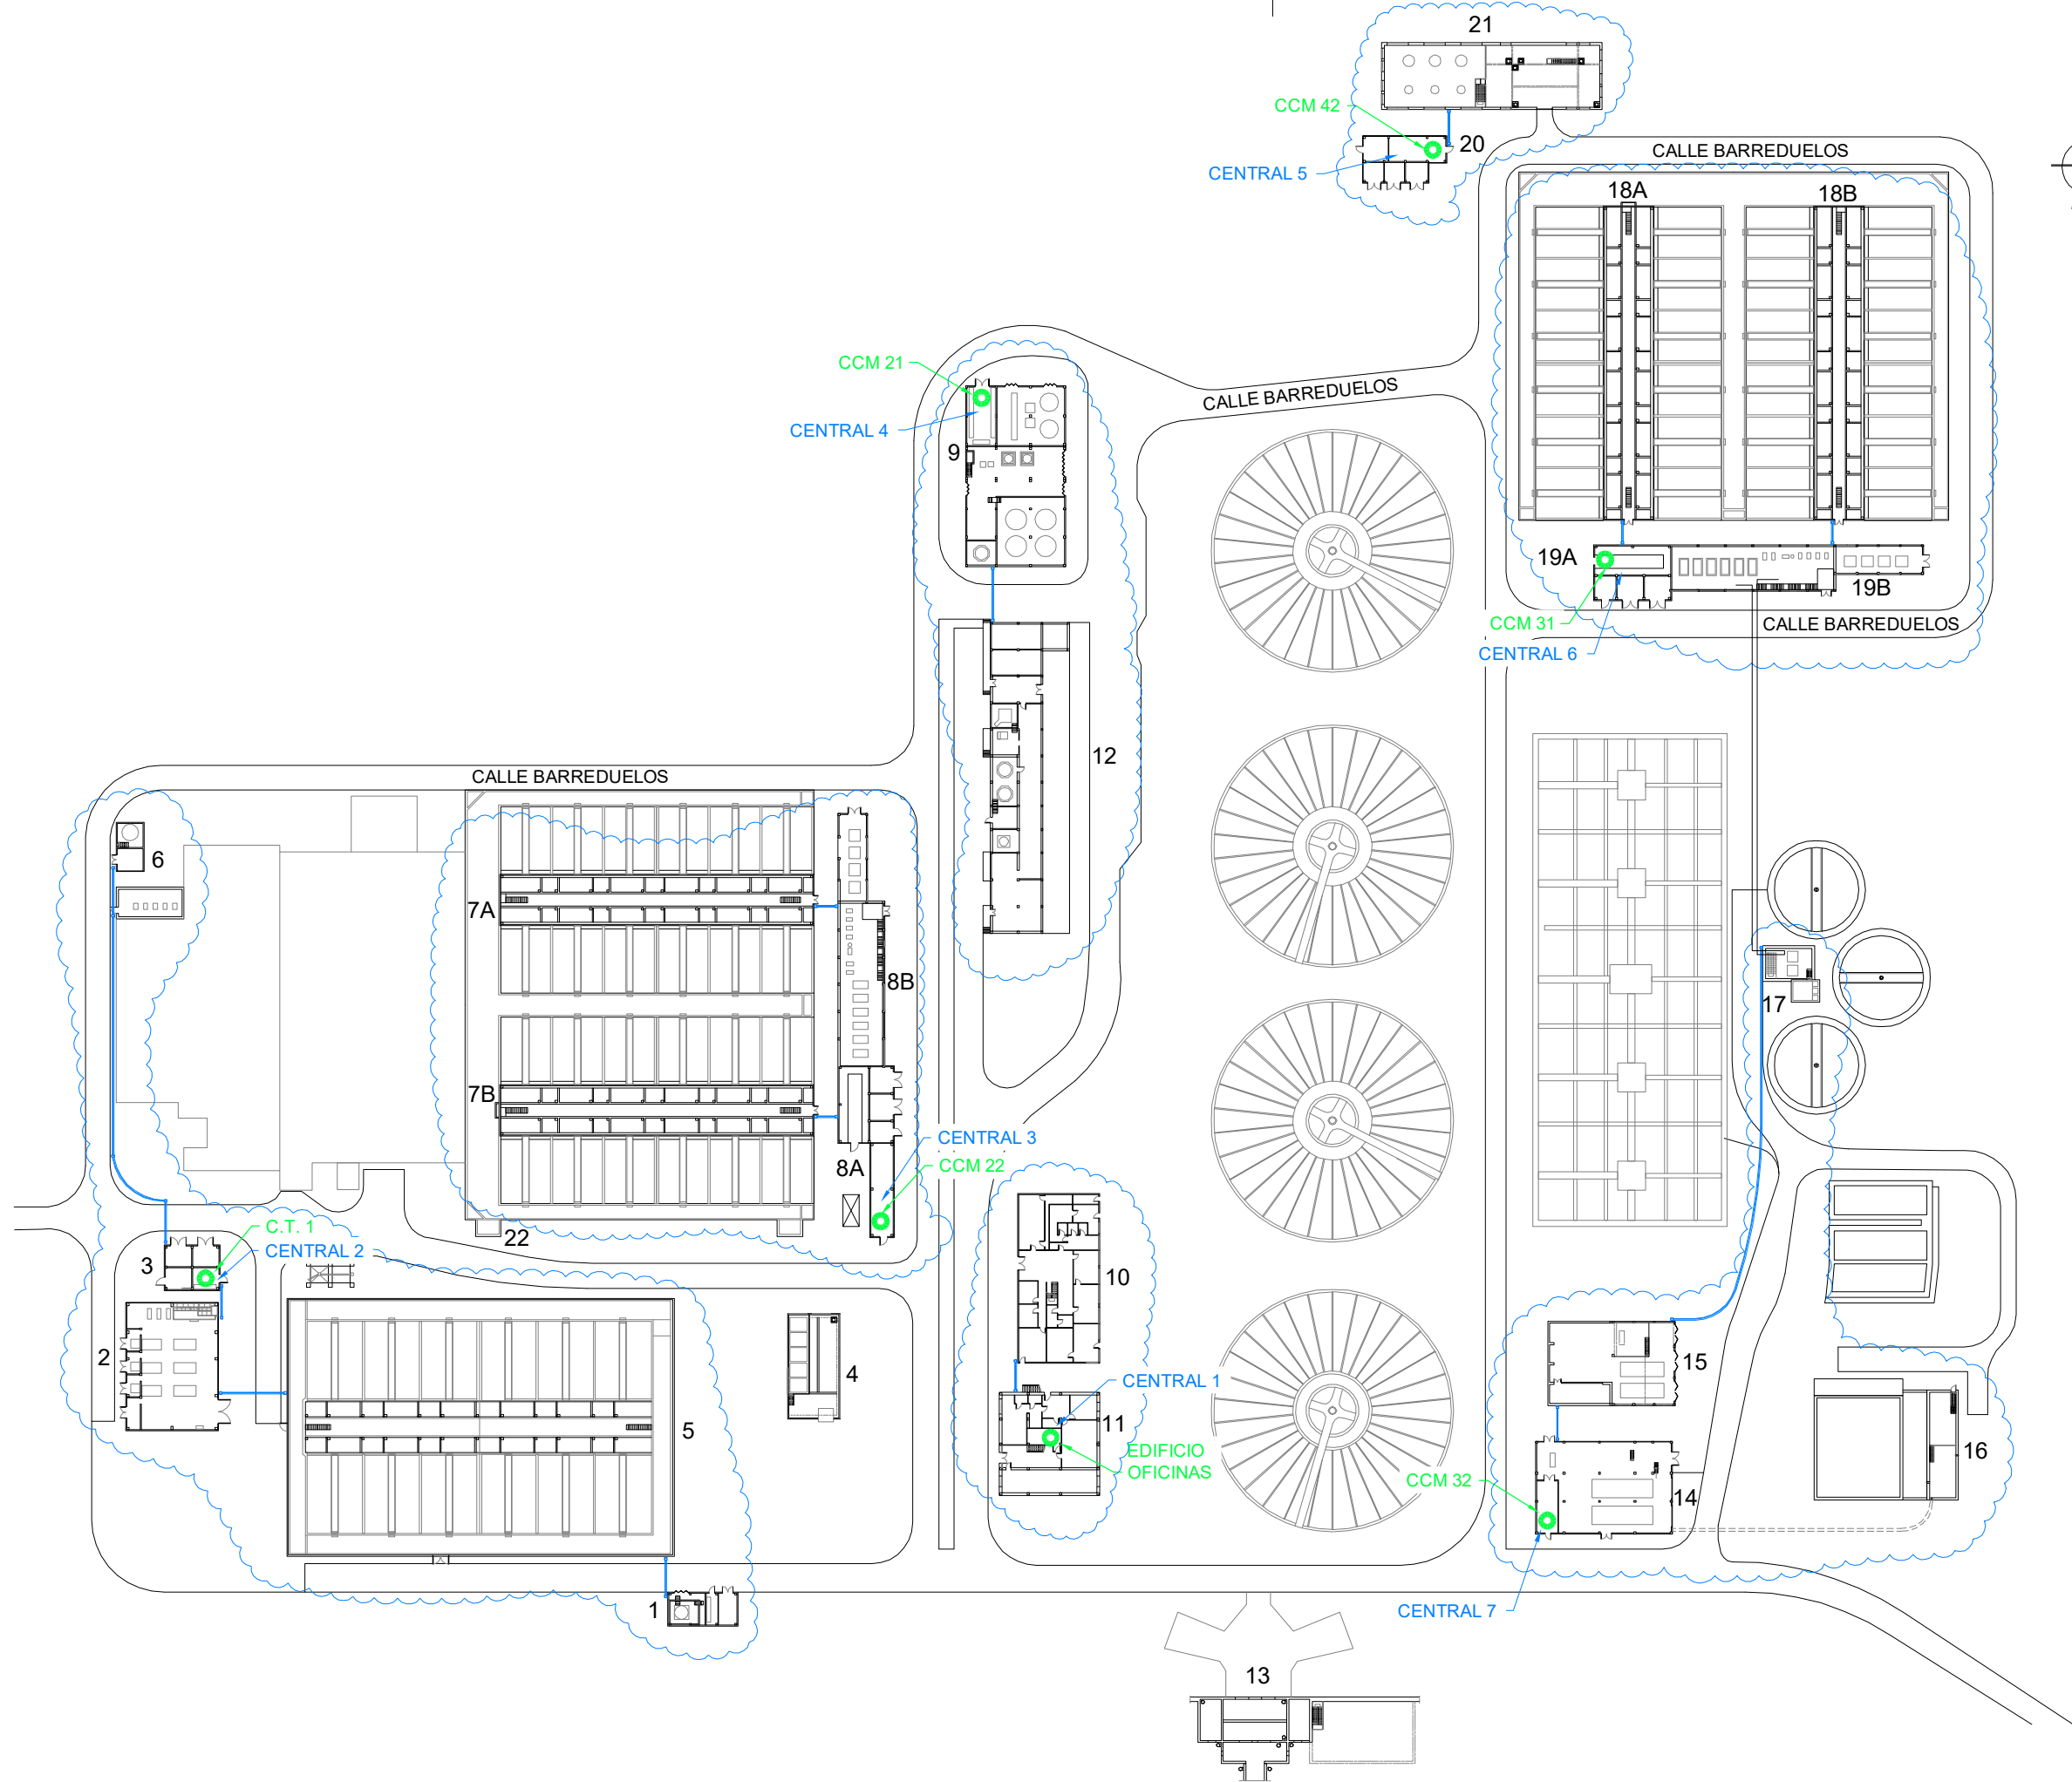 21
CCM 42
20
CENTRAL 5
CALLE BARREDUELOS
18A
18B
CCM 21
CENTRAL 4
CALLE BARREDUELOS
9
19A
19B
CCM 31
CALLE BARREDUELOS
CENTRAL 6
12
CALLE BARREDUELOS
6
7A
8B
17
7B
CENTRAL 3
8A
CCM 22
C.T. 1
22
CENTRAL 2
3
10
2
4
15
CENTRAL 1
11
5
EDIFICIO
OFICINAS
16
CCM 32
14
1
CENTRAL 7
13